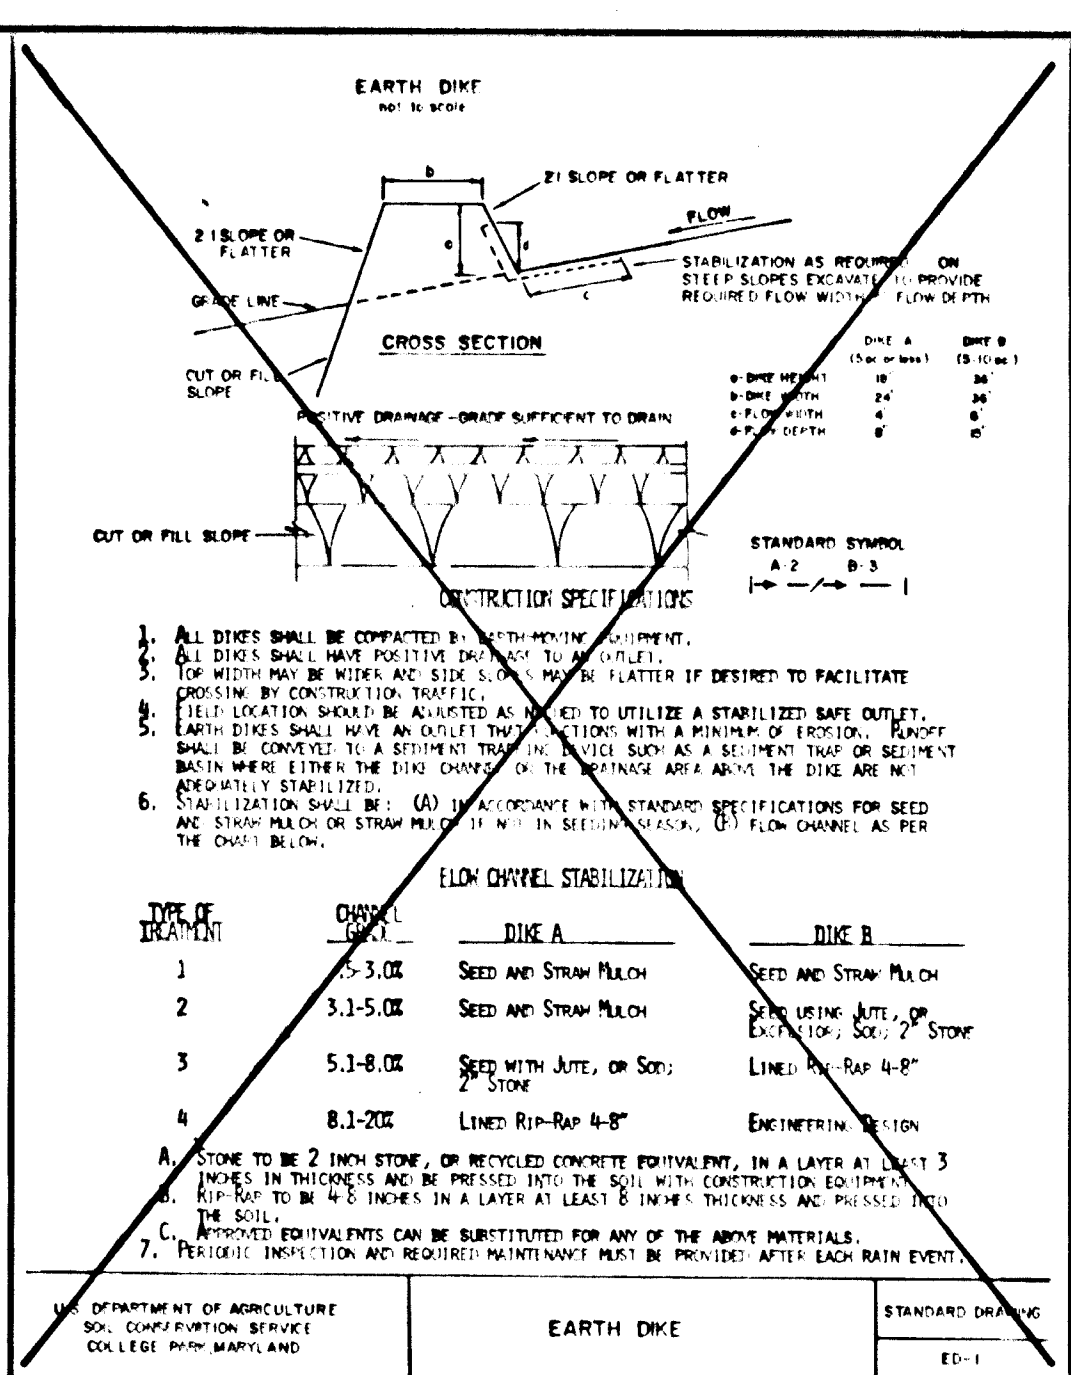 EARTH DIKE
not to scale
b
2:1 SLOPE OR FLATTER
FLOW
2:1 SLOPE OR
FLATTER
d
STABILIZATION AS REQUIRED ON
STEEP SLOPES EXCAVATE TO PROVIDE
REQUIRED FLOW WIDTH FLOW DEPTH
c
GRADE LINE
CROSS SECTION
CUT OR FILL
SLOPE
DIKE A DIKE B
(5 ac or less) (5-10 ac)
a-DIKE HEIGHT 18" 36"
b-DIKE WIDTH 24" 36"
c-FLOW WIDTH 4' 6'
d-FLOW DEPTH 8" 15"
POSITIVE DRAINAGE-GRADE SUFFICIENT TO DRAIN
CUT OR FILL SLOPE
STANDARD SYMBOL
A-2 B-3
CONSTRUCTION SPECIFICATIONS
1. ALL DIKES SHALL BE COMPACTED BY EARTH-MOVING EQUIPMENT.
2. ALL DIKES SHALL HAVE POSITIVE DRAINAGE TO AN OUTLET.
3. TOP WIDTH MAY BE WIDER AND SIDE SLOPES MAY BE FLATTER IF DESIRED TO FACILITATE
CROSSING BY CONSTRUCTION TRAFFIC.
4. FIELD LOCATION SHOULD BE ADJUSTED AS NEEDED TO UTILIZE A STABILIZED SAFE OUTLET.
5. EARTH DIKES SHALL HAVE AN OUTLET THAT FUNCTIONS WITH A MINIMUM OF EROSION. RUNOFF
SHALL BE CONVEYED TO A SEDIMENT TRAPPING DEVICE SUCH AS A SEDIMENT TRAP OR SEDIMENT
BASIN WHERE EITHER THE DIKE CHANNEL OR THE DRAINAGE AREA ABOVE THE DIKE ARE NOT
ADEQUATELY STABILIZED.
6. STABILIZATION SHALL BE: (A) IN ACCORDANCE WITH STANDARD SPECIFICATIONS FOR SEED
AND STRAW MULCH OR STRAW MULCH IF NOT IN SEEDING SEASON, (B) FLOW CHANNEL AS PER
THE CHART BELOW.
FLOW CHANNEL STABILIZATION
TYPE OF
TREATMENT
CHANNEL
GRADE
DIKE A DIKE B
1 .5-3.0% SEED AND STRAW MULCH SEED AND STRAW MULCH
2 3.1-5.0% SEED AND STRAW MULCH SEED USING JUTE, OR
EXCELSIOR; SOD; 2" STONE
3 5.1-8.0% SEED WITH JUTE, OR SOD; LINED RIP-RAP 4-8"
2" STONE
4 8.1-20% LINED RIP-RAP 4-8" ENGINEERING DESIGN
A. STONE TO BE 2 INCH STONE, OR RECYCLED CONCRETE EQUIVALENT, IN A LAYER AT LEAST 3
INCHES IN THICKNESS AND BE PRESSED INTO THE SOIL WITH CONSTRUCTION EQUIPMENT.
B. RIP-RAP TO BE 4-8 INCHES IN A LAYER AT LEAST 8 INCHES THICKNESS AND PRESSED INTO
THE SOIL.
C. APPROVED EQUIVALENTS CAN BE SUBSTITUTED FOR ANY OF THE ABOVE MATERIALS.
7. PERIODIC INSPECTION AND REQUIRED MAINTENANCE MUST BE PROVIDED AFTER EACH RAIN EVENT.
U.S. DEPARTMENT OF AGRICULTURE
SOIL CONSERVATION SERVICE
COLLEGE PARK, MARYLAND
EARTH DIKE
STANDARD DRAWING
ED-1